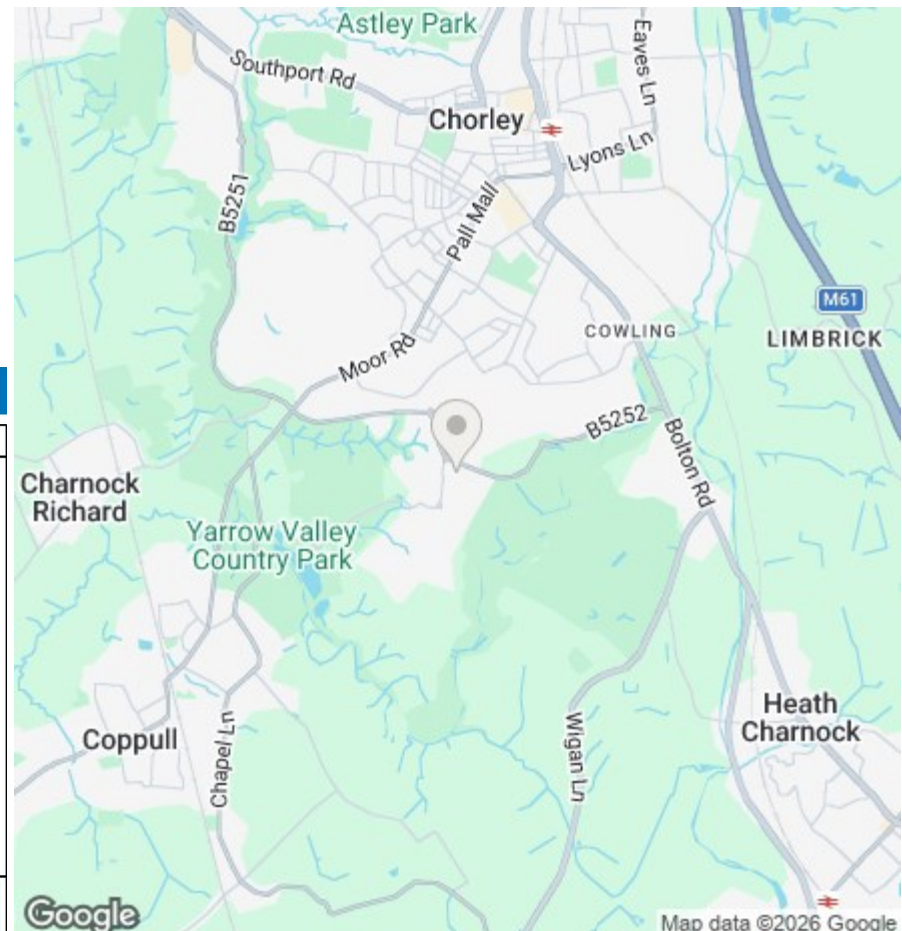 Astley Park
Southport Rd
Eaves Ln
Chorley
Lyons Ln
B5251
Pall Mall
M61
COWLING
LIMBRICK
Moor Rd
B5252
Bolton Rd
Charnock
Richard
Yarrow Valley
Country Park
Heath
Charnock
Wigan Ln
Coppull
Chapel Ln
Google
Map data ©2026 Google